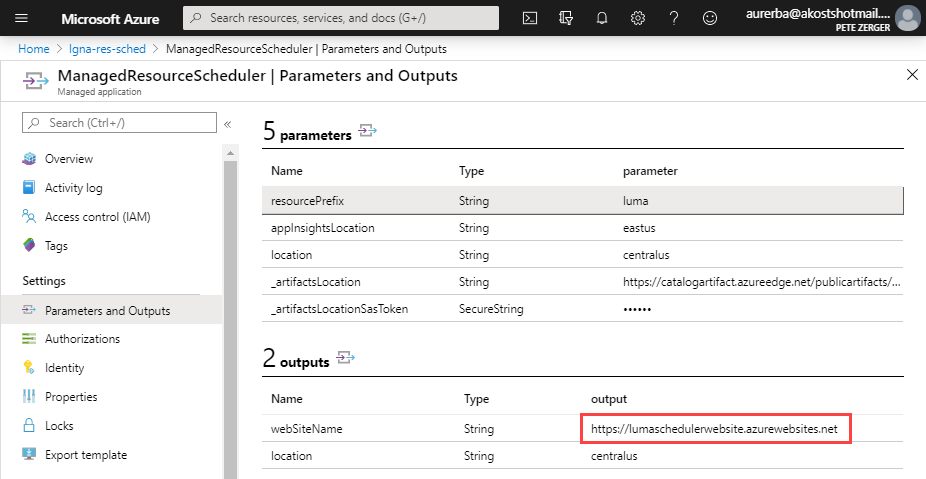 Microsoft Azure
Search resources, services, and docs (G+/)
aurerba@akostshotmail....
PETE ZERGER
Home > lgna-res-sched > ManagedResourceScheduler | Parameters and Outputs
ManagedResourceScheduler | Parameters and Outputs
Managed application
Search (Ctrl+/)
«
Overview
Activity log
Access control (IAM)
Tags
Settings
Parameters and Outputs
Authorizations
Identity
Properties
Locks
Export template
5 parameters
Name Type parameter
resourcePrefix String luma
appInsightsLocation String eastus
location String centralus
_artifactsLocation String https://catalogartifact.azureedge.net/publicartifacts/...
_artifactsLocationSasToken SecureString ••••••
2 outputs
Name Type output
webSiteName String https://lumaschedulerwebsite.azurewebsites.net
location String centralus